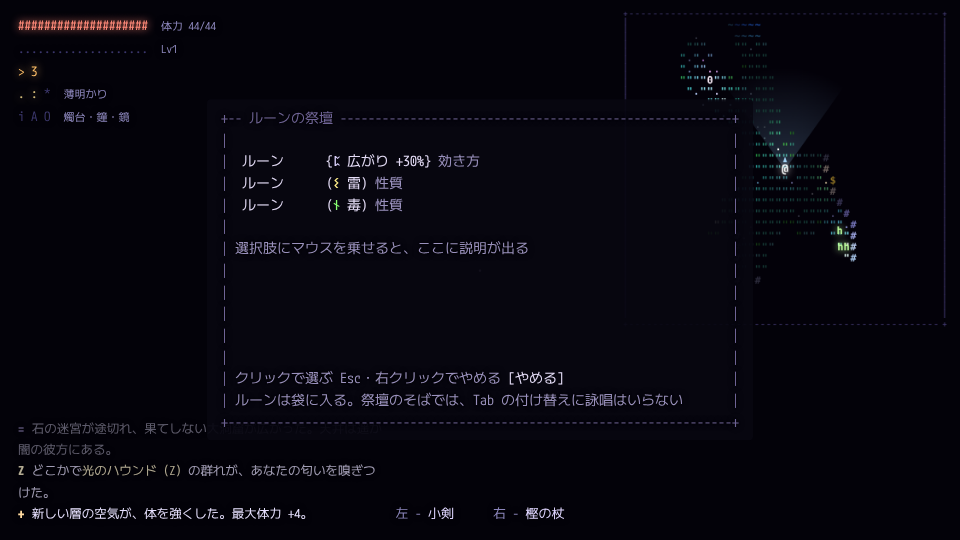 #################### 体力 44/44
.................... Lv1
> 3
. : * 薄明かり
i A O 燭台・鐘・鏡
+-- ルーンの祭壇 --+
ルーン {ʗ 広がり +30%} 効き方
ルーン (⌇ 雷) 性質
ルーン (ᚾ 毒) 性質
選択肢にマウスを乗せると、ここに説明が出る
クリックで選ぶ Esc・右クリックでやめる [やめる]
ルーンは袋に入る。祭壇のそばでは、Tab の付け替えに詠唱はいらない
= 石の迷宮が途切れ、果てしない
闇の彼方にある。
Z どこかで光のハウンド (Z) の群れが、あなたの匂いを嗅ぎつ
けた。
+ 新しい層の空気が、体を強くした。最大体力 +4。
左 - 小剣 右 - 樫の杖